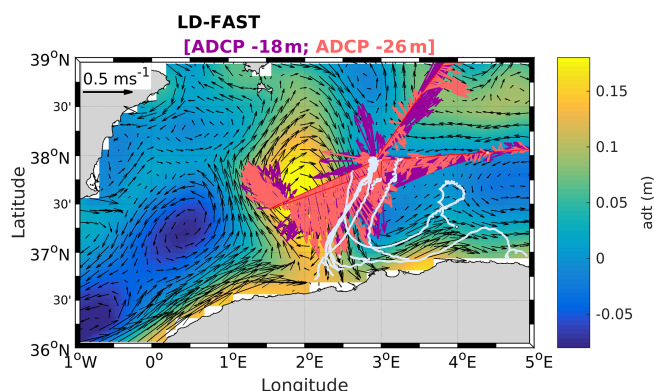 LD-FAST
[ADCP -18m; ADCP -26m]
39°N
0.5 ms-1
30'
38°N
30'
37°N
30'
36°N
1°W
0°
1°E
2°E
3°E
4°E
5°E
Latitude
Longitude
0.15
0.1
0.05
0
-0.05
adt (m)